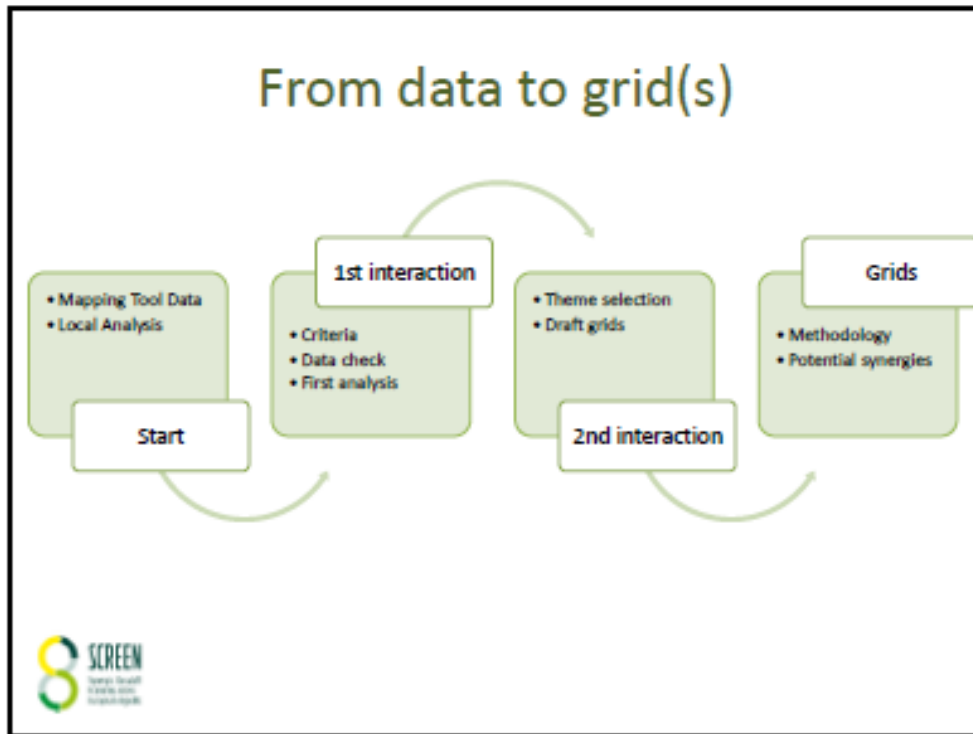 From data to grid(s)
• Mapping Tool Data
• Local Analysis
Start
1st interaction
• Criteria
• Data check
• First analysis
• Theme selection
• Draft grids
2nd interaction
Grids
• Methodology
• Potential synergies
SCREEN